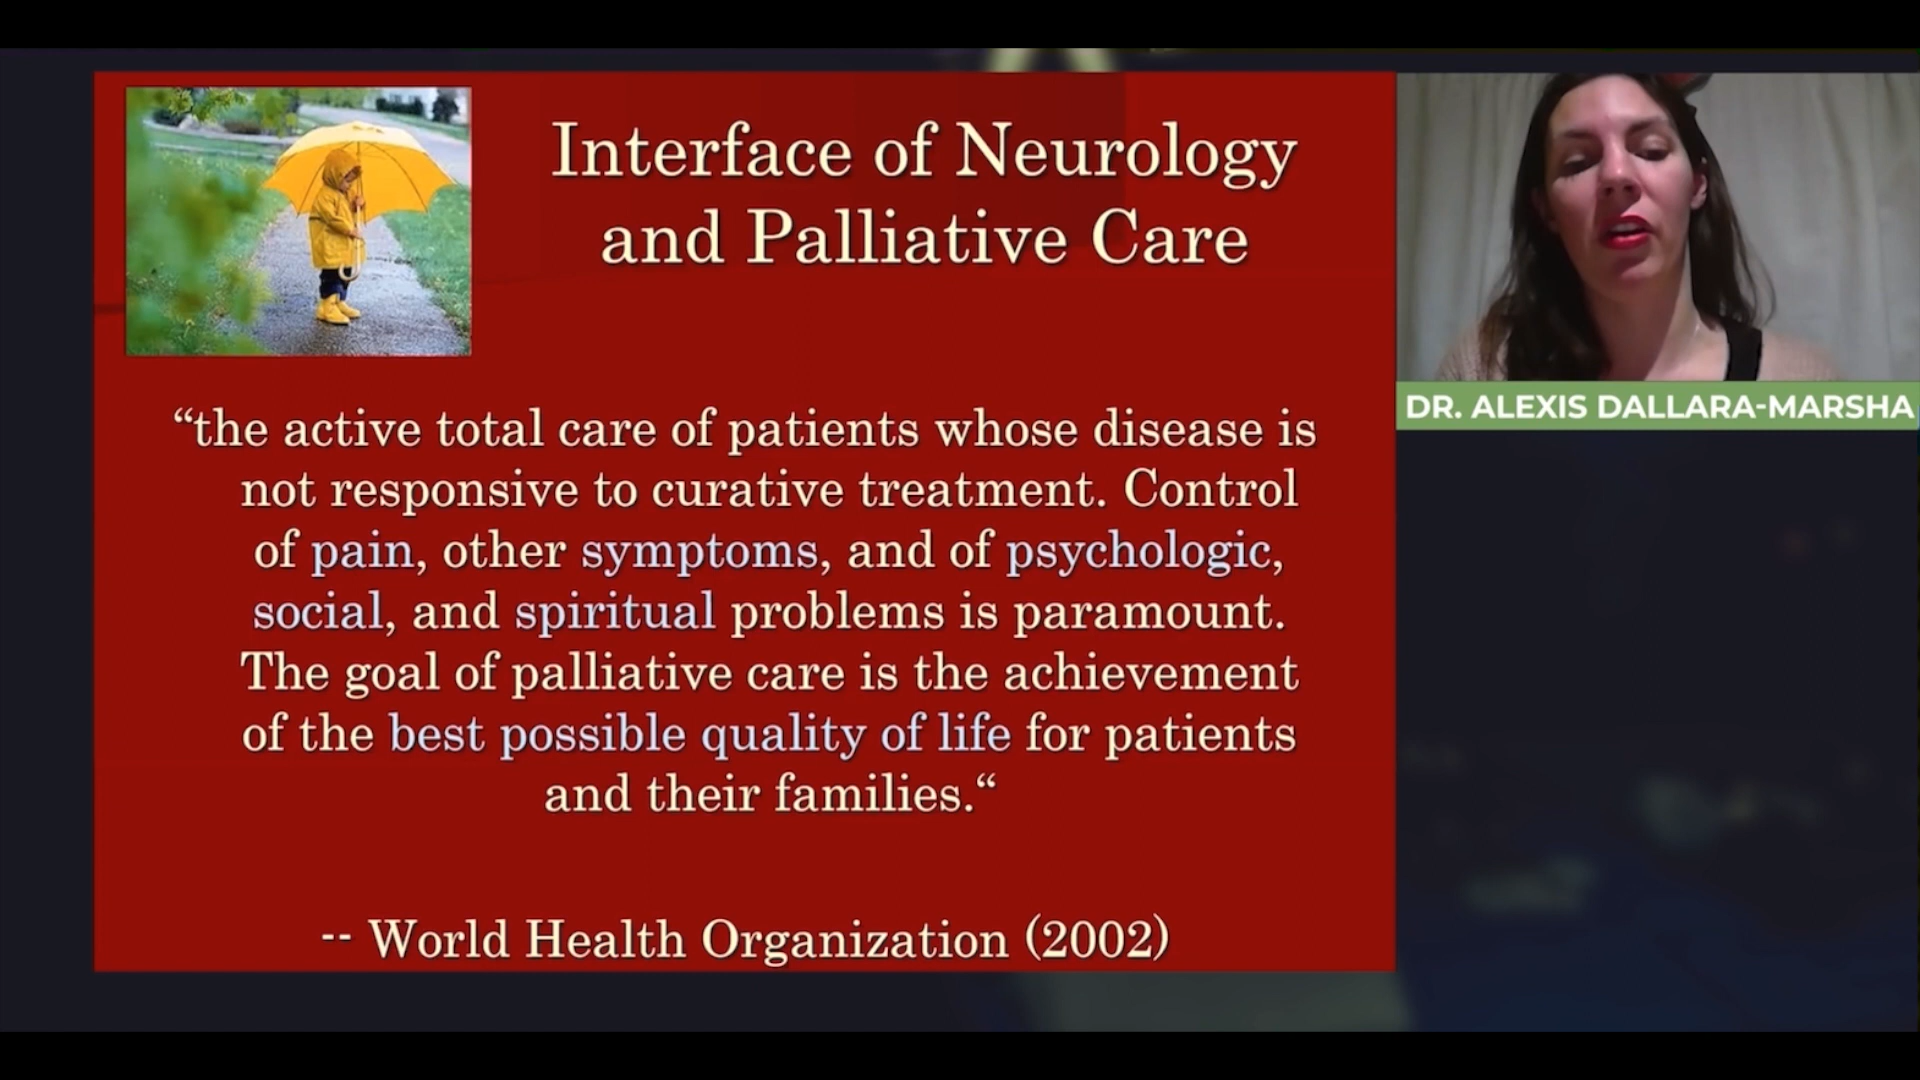 Interface of Neurology
and Palliative Care
“the active total care of patients whose disease is
not responsive to curative treatment. Control
of pain, other symptoms, and of psychologic,
social, and spiritual problems is paramount.
The goal of palliative care is the achievement
of the best possible quality of life for patients
and their families.“
-- World Health Organization (2002)
DR. ALEXIS DALLARA-MARSHA